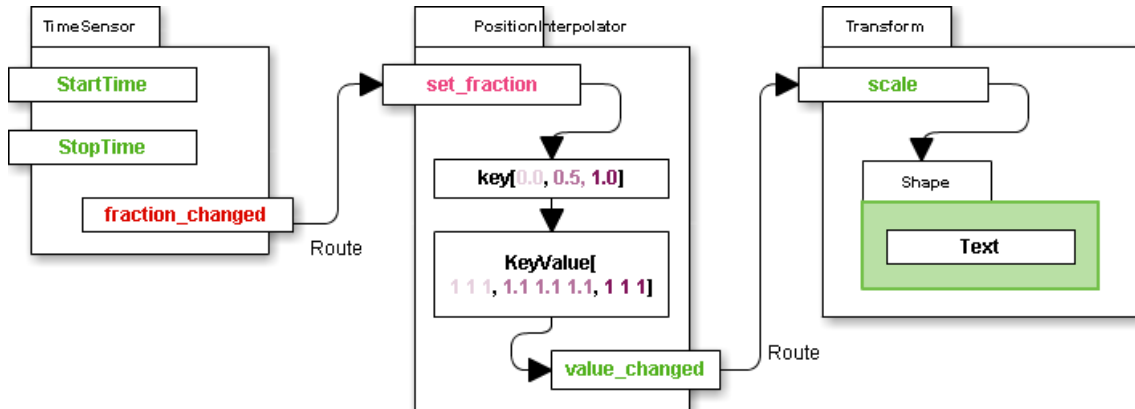 TimeSensor
StartTime
StopTime
fraction_changed
Route
PositionInterpolator
set_fraction
key[0.0, 0.5, 1.0]
KeyValue[
1 1 1, 1.1 1.1 1.1, 1 1 1]
value_changed
Route
Transform
scale
Shape
Text